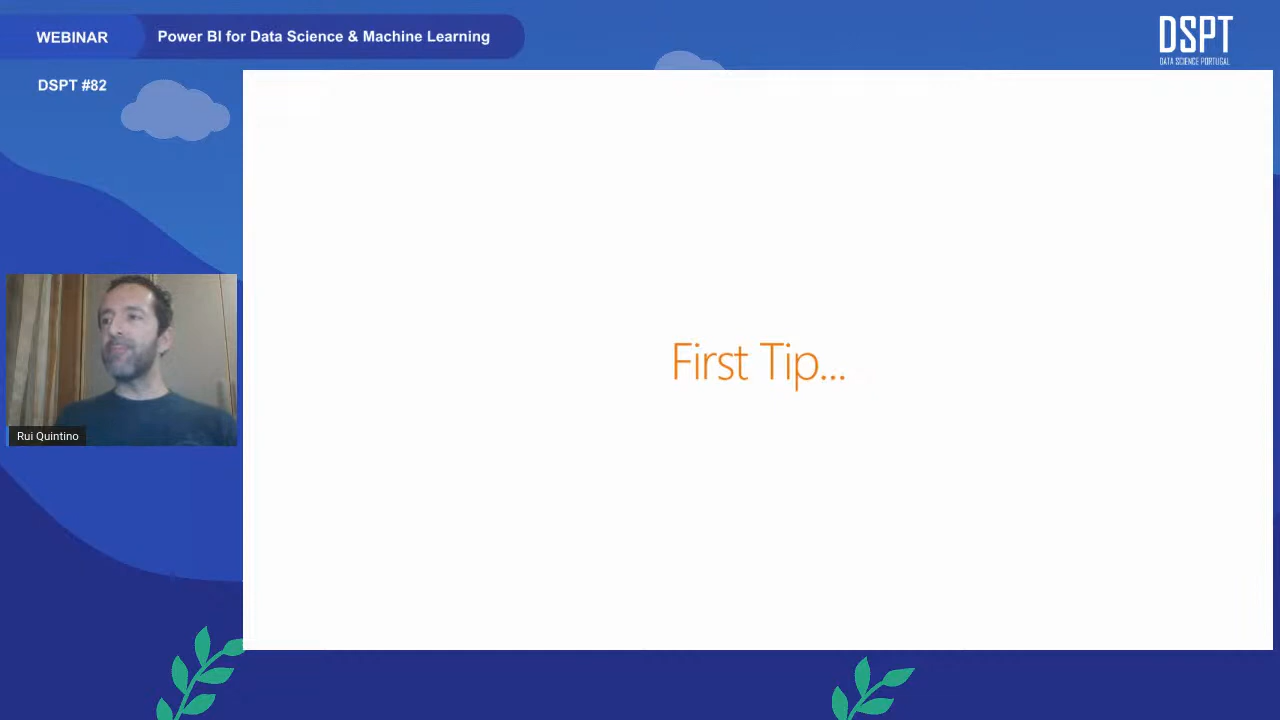 WEBINAR
Power BI for Data Science & Machine Learning
DSPT
DATA SCIENCE PORTUGAL
DSPT #82
First Tip...
Rui Quintino